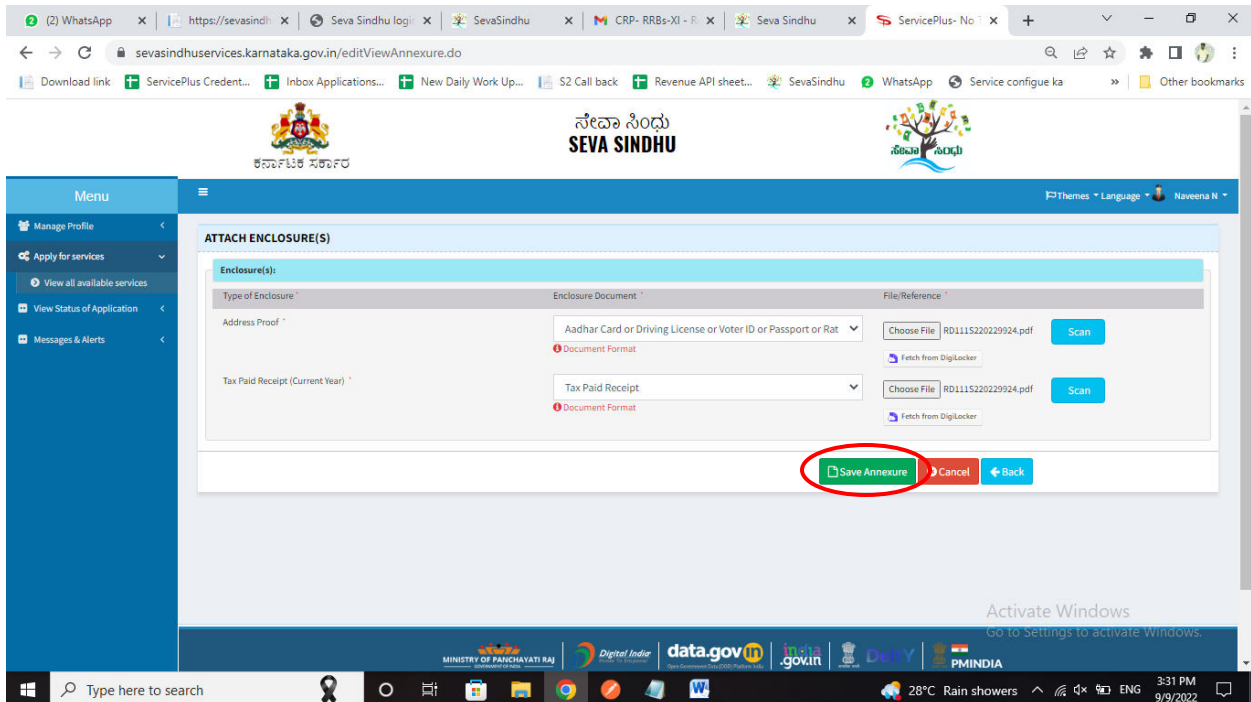 (2) WhatsApp https://sevasindh Seva Sindhu login SevaSindhu CRP- RRBs-XI - R Seva Sindhu ServicePlus- No T
sevasindhuservices.karnataka.gov.in/editViewAnnexure.do
Download link ServicePlus Credent... Inbox Applications... New Daily Work Up... S2 Call back Revenue API sheet... SevaSindhu WhatsApp Service configue ka » Other bookmarks
ಸೇವಾ ಸಿಂಧು
SEVA SINDHU
ಕರ್ನಾಟಕ ಸರ್ಕಾರ
ಸೇವಾ ಸಿಂಧು
Menu
Themes Language Naveena N
Manage Profile
Apply for services
View all available services
View Status of Application
Messages & Alerts
ATTACH ENCLOSURE(S)
Enclosure(s):
Type of Enclosure * Enclosure Document * File/Reference *
Address Proof * Aadhar Card or Driving License or Voter ID or Passport or Rat Choose File RD1115220229924.pdf Scan
Document Format
Fetch from DigiLocker
Tax Paid Receipt (Current Year) * Tax Paid Receipt Choose File RD1115220229924.pdf Scan
Document Format
Fetch from DigiLocker
Save Annexure Cancel Back
Activate Windows
Go to Settings to activate Windows.
MINISTRY OF PANCHAYATI RAJ Digital India data.gov in india.gov.in DeitY PMINDIA
Type here to search
28°C Rain showers ENG 3:31 PM
9/9/2022